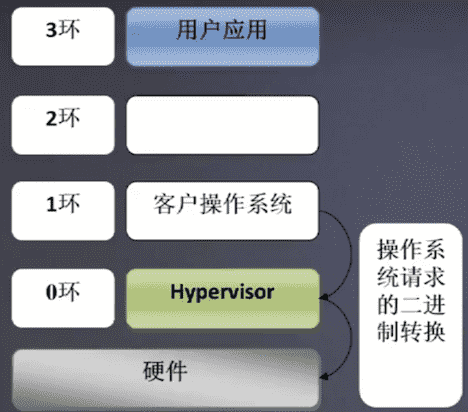 3环
用户应用
2环
1环
客户操作系统
0环
Hypervisor
硬件
操作系
统请求
的二进
制转换